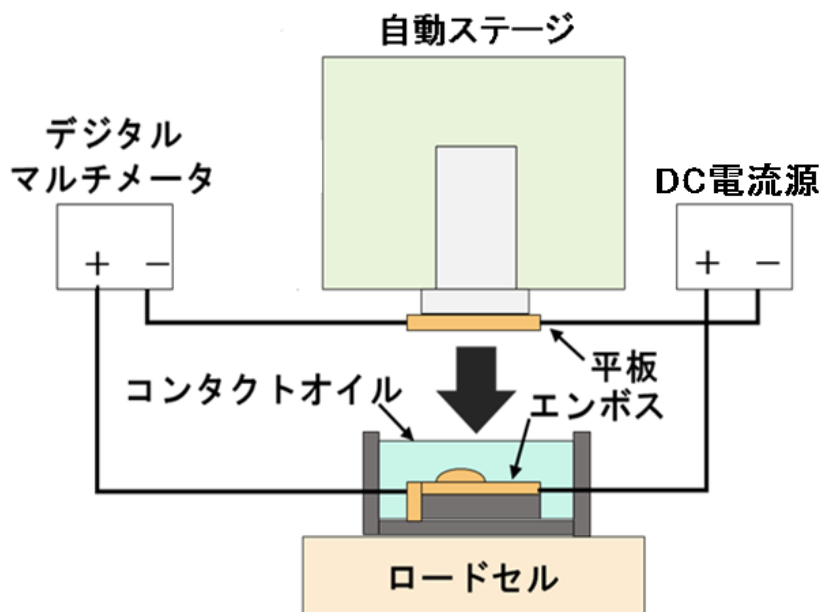 自動ステージ
デジタル
マルチメータ
DC電流源
+ −
+ −
平板
コンタクトオイル
エンボス
ロードセル